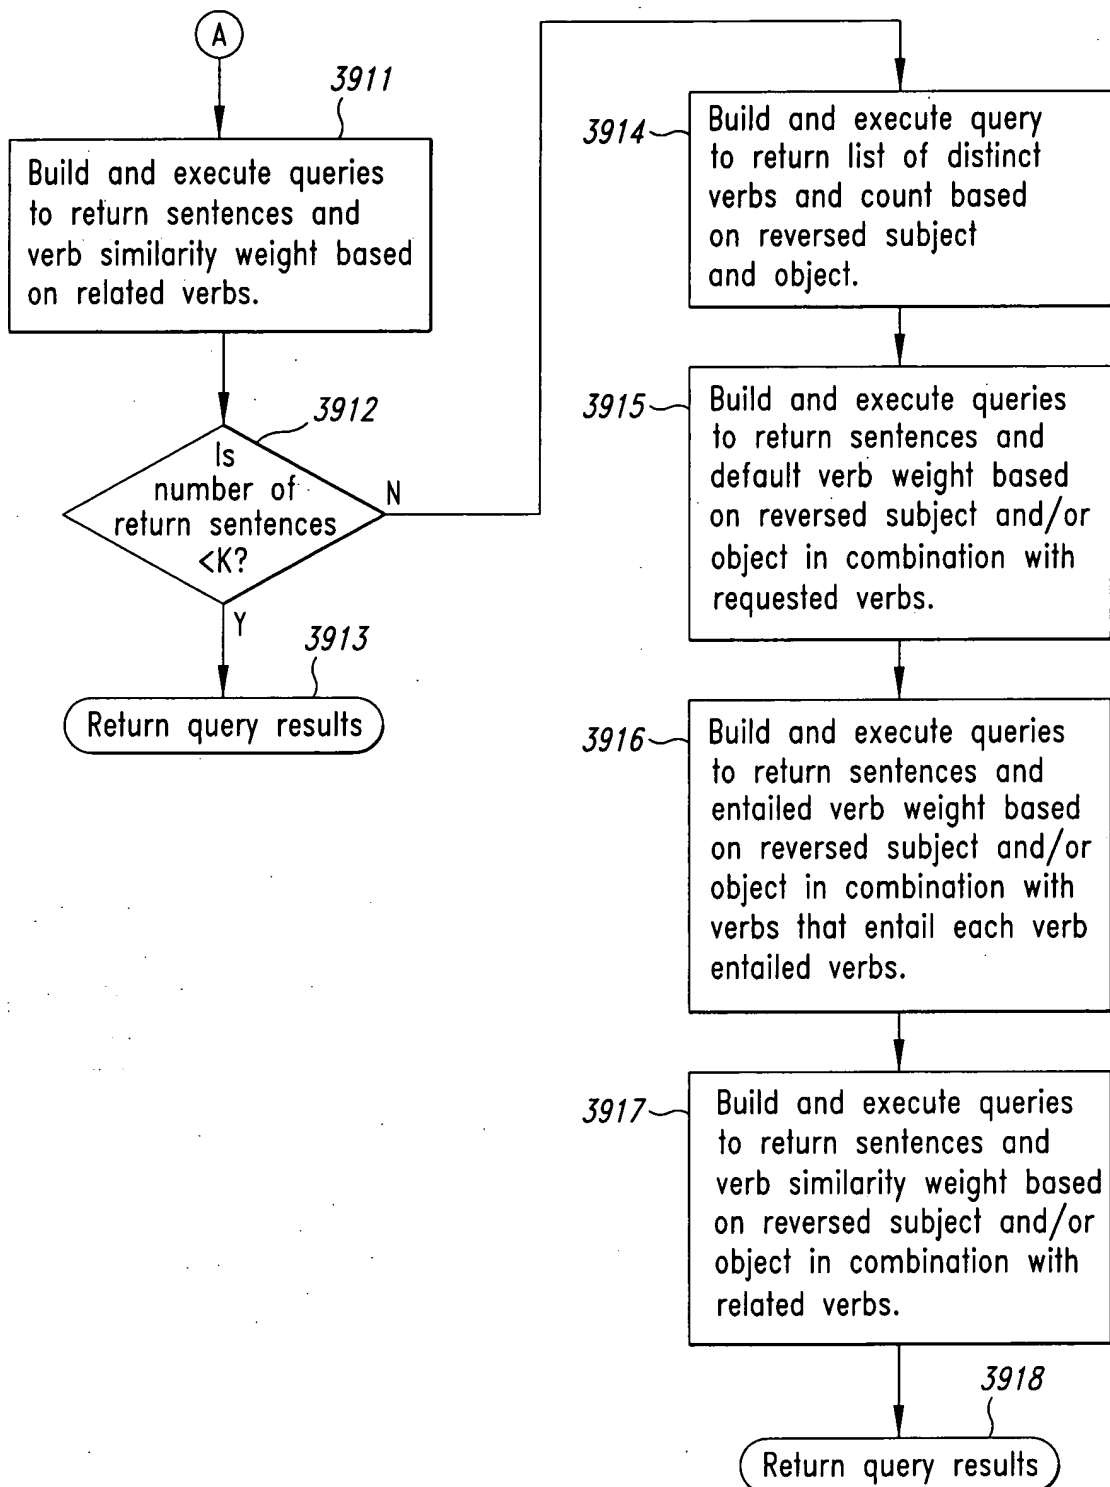 A
3911
Build and execute queries
to return sentences and
verb similarity weight based
on related verbs.
3912
Is
number of
return sentences
<K?
N
Y
3913
Return query results
3914
Build and execute query
to return list of distinct
verbs and count based
on reversed subject
and object.
3915
Build and execute queries
to return sentences and
default verb weight based
on reversed subject and/or
object in combination with
requested verbs.
3916
Build and execute queries
to return sentences and
entailed verb weight based
on reversed subject and/or
object in combination with
verbs that entail each verb
entailed verbs.
3917
Build and execute queries
to return sentences and
verb similarity weight based
on reversed subject and/or
object in combination with
related verbs.
3918
Return query results